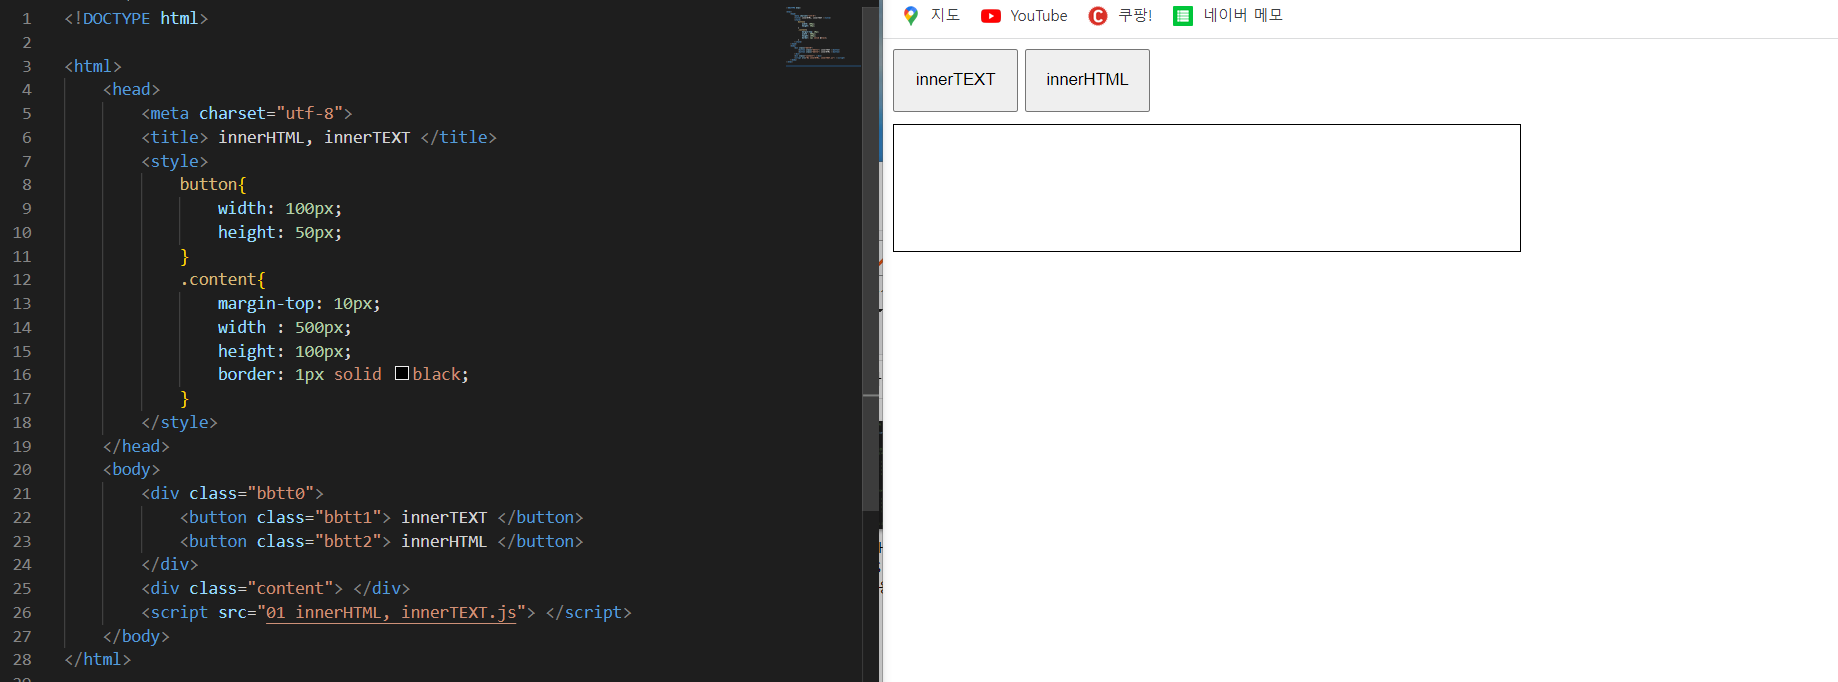 1 <!DOCTYPE html>
2
3 <html>
4 <head>
5 <meta charset="utf-8">
6 <title> innerHTML, innerTEXT </title>
7 <style>
8 button{
9 width: 100px;
10 height: 50px;
11 }
12 .content{
13 margin-top: 10px;
14 width : 500px;
15 height: 100px;
16 border: 1px solid black;
17 }
18 </style>
19 </head>
20 <body>
21 <div class="bbtt0">
22 <button class="bbtt1"> innerTEXT </button>
23 <button class="bbtt2"> innerHTML </button>
24 </div>
25 <div class="content"> </div>
26 <script src="01 innerHTML, innerTEXT.js"> </script>
27 </body>
28 </html>
지도 YouTube 쿠팡! 네이버 메모
innerTEXT innerHTML